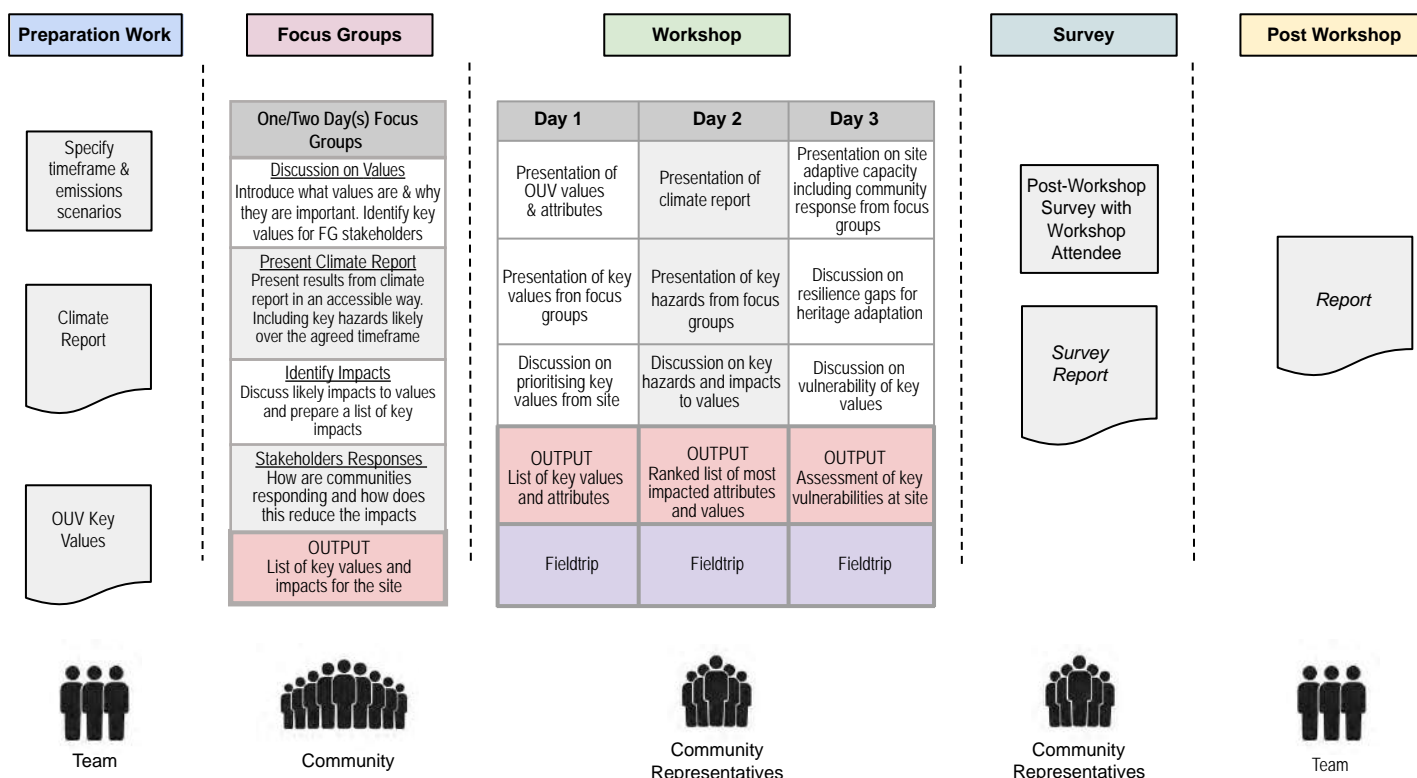 Preparation Work
Focus Groups
Workshop
Survey
Post Workshop
Specify
timeframe &
emissions
scenarios
Climate
Report
OUV Key
Values
One/Two Day(s) Focus
Groups
Discussion on Values
Introduce what values are & why
they are important. Identify key
values for FG stakeholders
Present Climate Report
Present results from climate
report in an accessible way.
Including key hazards likely
over the agreed timeframe
Identify Impacts
Discuss likely impacts to values
and prepare a list of key
impacts
Stakeholders Responses
How are communities
responding and how does
this reduce the impacts
OUTPUT
List of key values and
impacts for the site
Day 1
Day 2
Day 3
Presentation of
OUV values
& attributes
Presentation of
climate report
Presentation on site
adaptive capacity
including community
response from focus
groups
Presentation of key
values fron focus
groups
Presentation of key
hazards from focus
groups
Discussion on
resilience gaps for
heritage adaptation
Discussion on
prioritising key
values from site
Discussion on key
hazards and impacts
to values
Discussion on
vulnerability of key
values
OUTPUT
List of key values
and attributes
OUTPUT
Ranked list of most
impacted attributes
and values
OUTPUT
Assessment of key
vulnerabilities at site
Fieldtrip
Fieldtrip
Fieldtrip
Post-Workshop
Survey with
Workshop
Attendee
Survey
Report
Report
Team
Community
Community
Representatives
Community
Representatives
Team